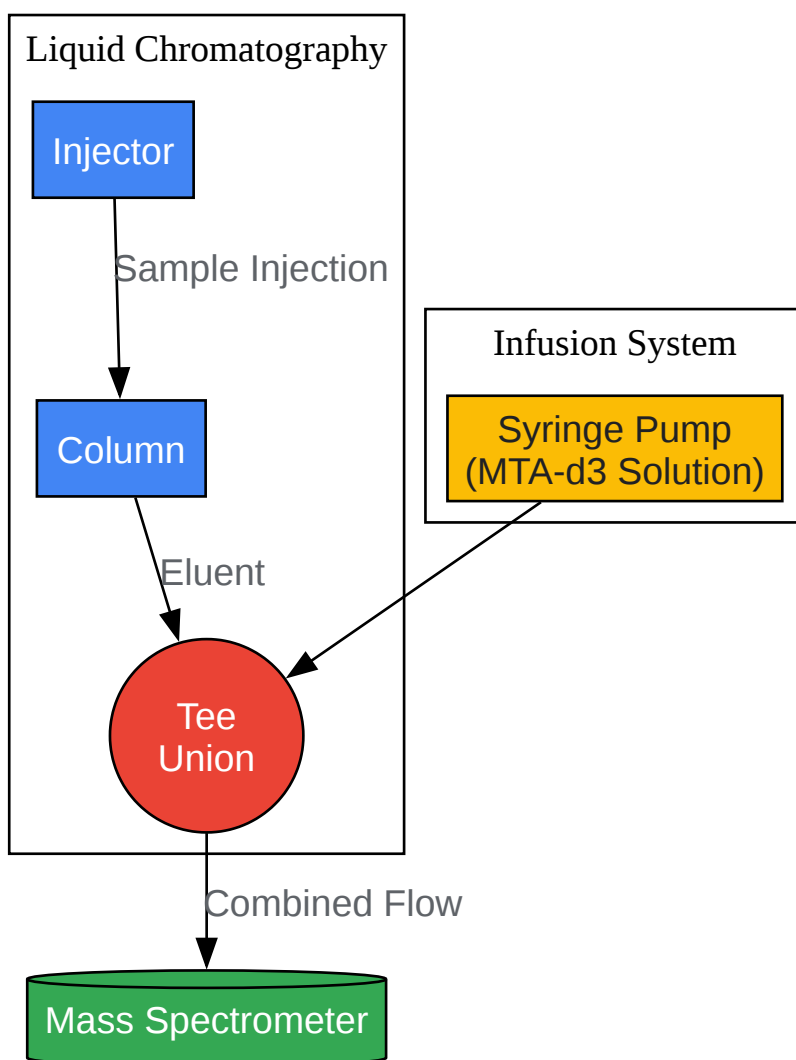 Liquid Chromatography
Injector
Sample Injection
Infusion System
Syringe Pump
(MTA-d3 Solution)
Column
Eluent
Tee
Union
Combined Flow
Mass Spectrometer